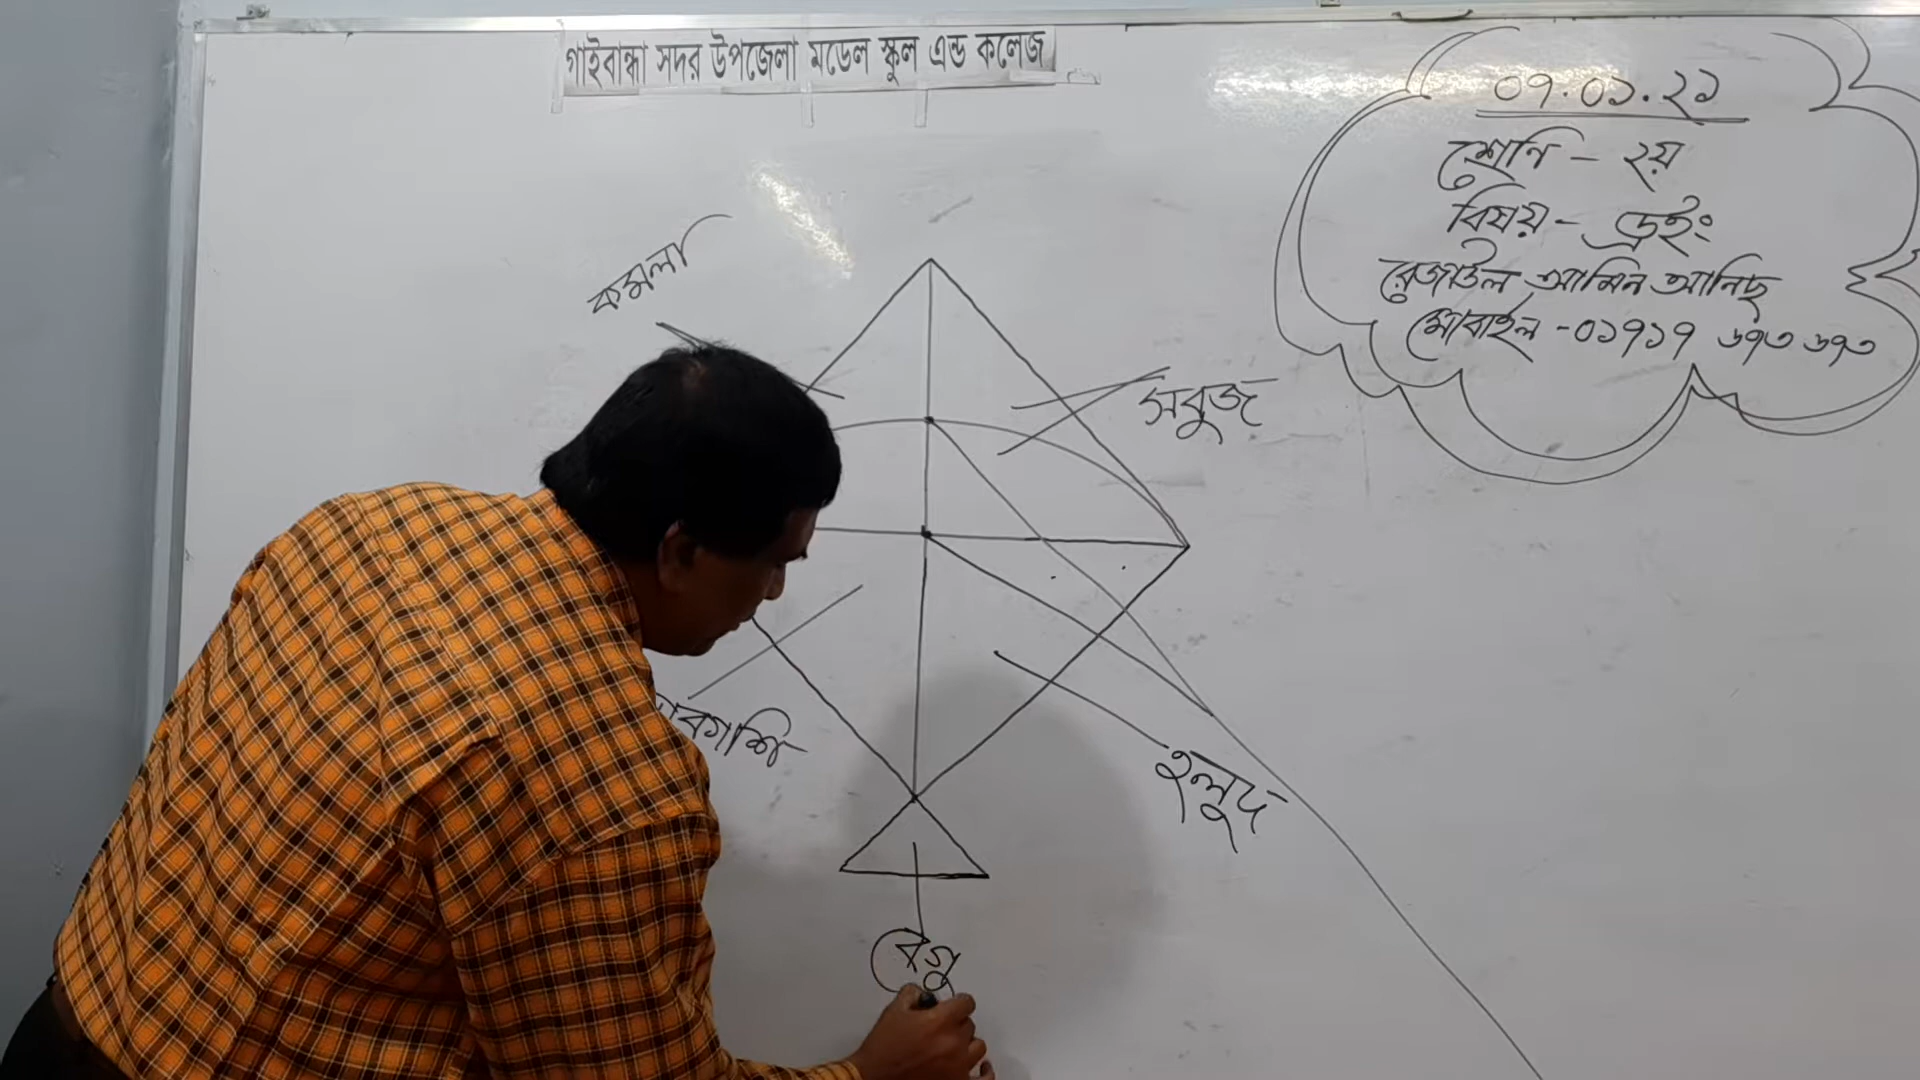 গাইবান্ধা সদর উপজেলা মডেল স্কুল এন্ড কলেজ
০৭.০১.২১
শ্রেনি - ২য়
বিষয় - ড্রইং
রেজাউল আমিন আনিছ
মোবাইল - ০১৭১৭ ৬৭৩ ৬৭৩
কমলা
সবুজ
হলুদ
বেগু